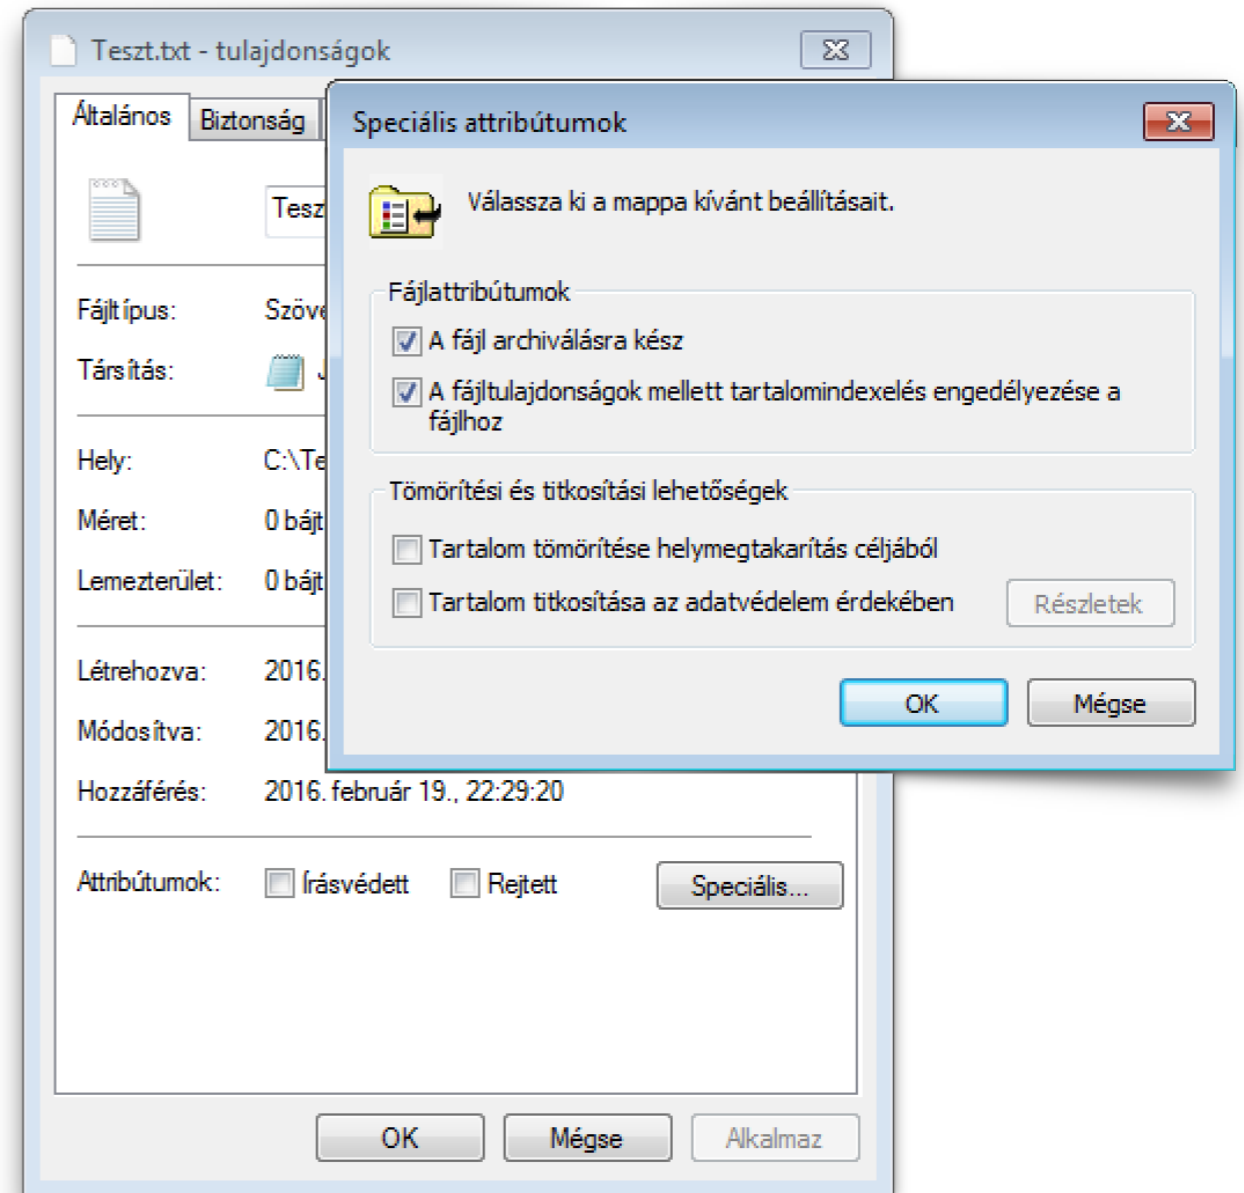 Teszt.txt - tulajdonságok
Általános
Biztonság
Fájltípus:
Társítás:
Hely:
C:\Te
Méret:
0 bájt
Lemezterület:
0 bájt
Létrehozva:
2016.
Módosítva:
2016.
Hozzáférés:
2016. február 19., 22:29:20
Attribútumok:
Írásvédett
Rejtett
Speciális...
OK
Mégse
Alkalmaz
Speciális attribútumok
Válassza ki a mappa kívánt beállításait.
Fájlattribútumok
A fájl archiválásra kész
A fájltulajdonságok mellett tartalomindexelés engedélyezése a
fájlhoz
Tömörítési és titkosítási lehetőségek
Tartalom tömörítése helymegtakarítás céljából
Tartalom titkosítása az adatvédelem érdekében
Részletek
OK
Mégse